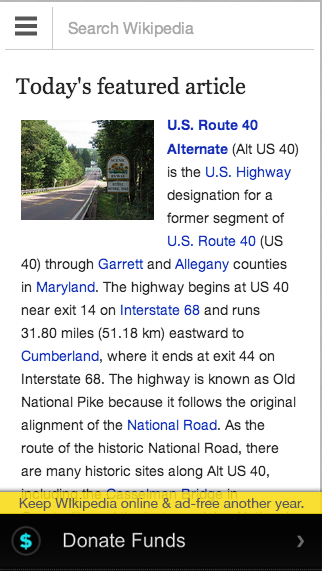 Search Wikipedia
Today's featured article
U.S. Route 40
Alternate (Alt US 40)
is the U.S. Highway
designation for a
former segment of
U.S. Route 40 (US
40) through Garrett and Allegany counties
in Maryland. The highway begins at US 40
near exit 14 on Interstate 68 and runs
31.80 miles (51.18 km) eastward to
Cumberland, where it ends at exit 44 on
Interstate 68. The highway is known as Old
National Pike because it follows the original
alignment of the National Road. As the
route of the historic National Road, there
are many historic sites along Alt US 40,
including the Casselman Bridge in
Keep WIkipedia online & ad-free another year.
$
Donate Funds